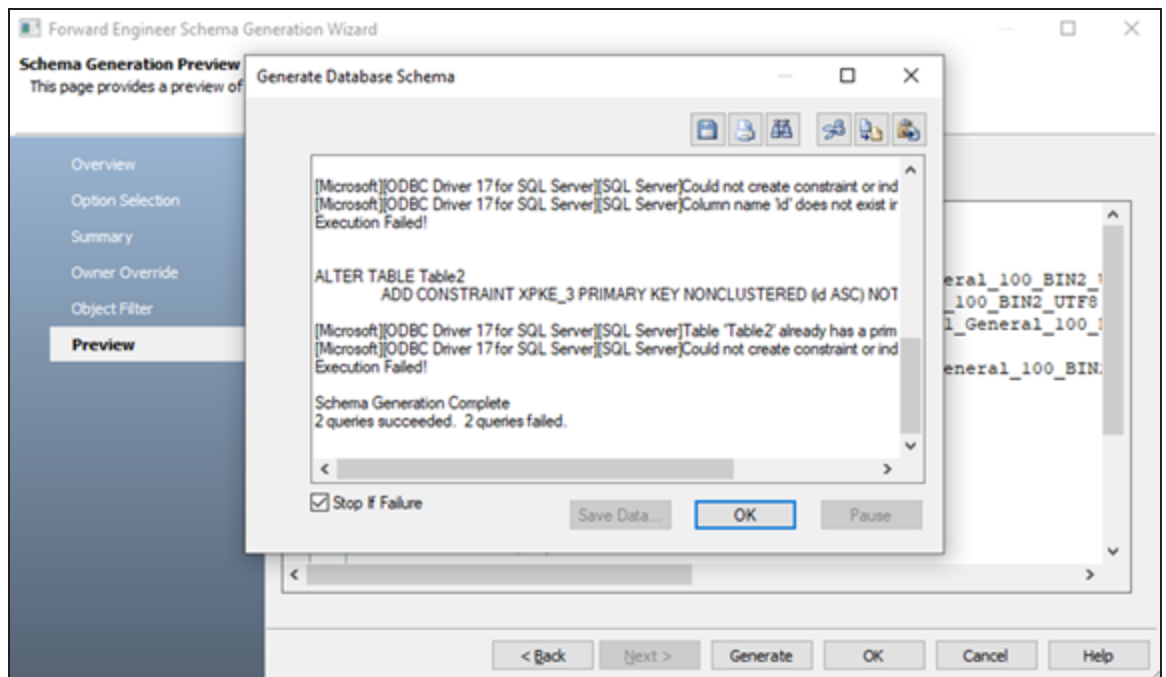 Forward Engineer Schema Generation Wizard
Schema Generation Preview
This page provides a preview of
Overview
Option Selection
Summary
Owner Override
Object Filter
Preview
Generate Database Schema
[Microsoft][ODBC Driver 17 for SQL Server][SQL Server]Could not create constraint or ind
[Microsoft][ODBC Driver 17 for SQL Server][SQL Server]Column name 'id' does not exist ir
Execution Failed!
ALTER TABLE Table2
ADD CONSTRAINT XPKE_3 PRIMARY KEY NONCLUSTERED (id ASC) NOT
[Microsoft][ODBC Driver 17 for SQL Server][SQL Server]Table 'Table2' already has a prim
[Microsoft][ODBC Driver 17 for SQL Server][SQL Server]Could not create constraint or ind
Execution Failed!
Schema Generation Complete
2 queries succeeded. 2 queries failed.
Stop If Failure
Save Data...
OK
Pause
eral_100_BIN2_
_100_BIN2_UTF8
l_General_100_
eneral_100_BIN
< Back
Next >
Generate
OK
Cancel
Help